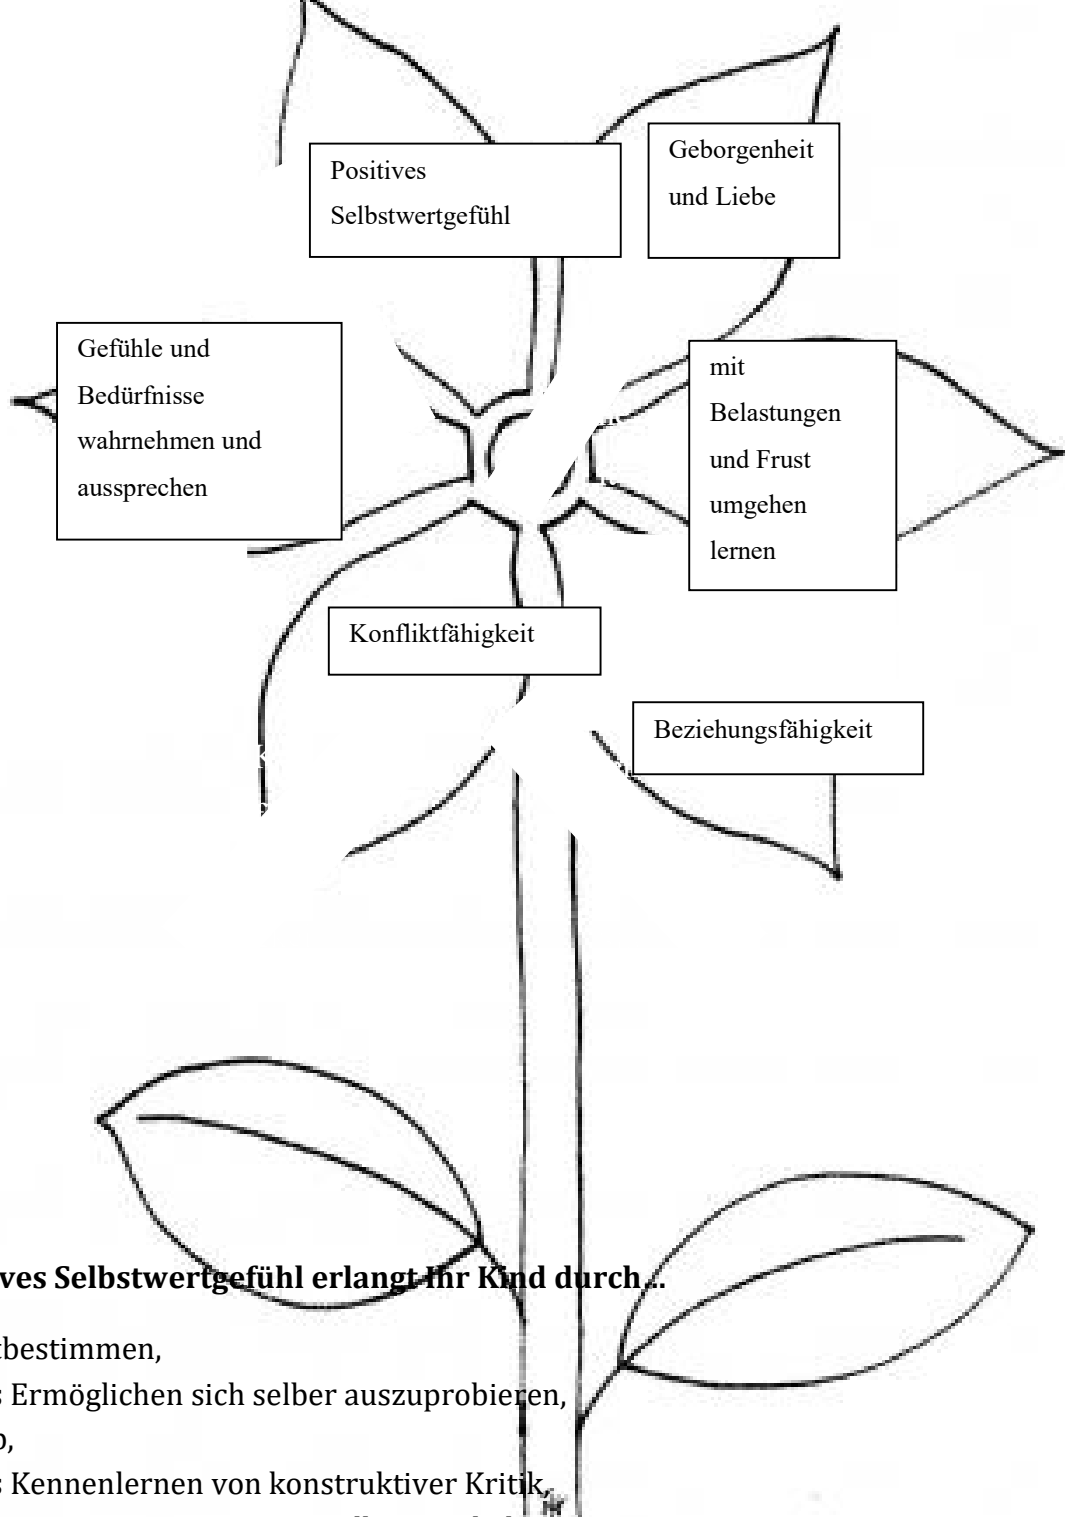 Positives
Selbstwertgefühl
Geborgenheit
und Liebe
Gefühle und
Bedürfnisse
wahrnehmen und
aussprechen
mit
Belastungen
und Frust
umgehen
lernen
Konfliktfähigkeit
Beziehungsfähigkeit
ves Selbstwertgefühl erlangt Ihr Kind durch…
tbestimmen,
s Ermöglichen sich selber auszuprobieren,
s Kennenlernen von konstruktiver Kritik,